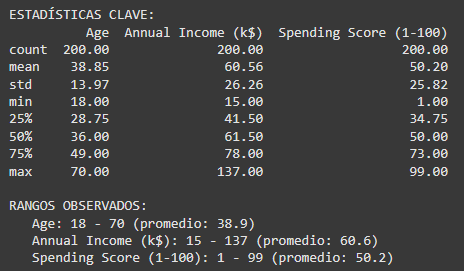 ESTADÍSTICAS CLAVE:
Age Annual Income (k$) Spending Score (1-100)
count 200.00 200.00 200.00
mean 38.85 60.56 50.20
std 13.97 26.26 25.82
min 18.00 15.00 1.00
25% 28.75 41.50 34.75
50% 36.00 61.50 50.00
75% 49.00 78.00 73.00
max 70.00 137.00 99.00
RANGOS OBSERVADOS:
Age: 18 - 70 (promedio: 38.9)
Annual Income (k$): 15 - 137 (promedio: 60.6)
Spending Score (1-100): 1 - 99 (promedio: 50.2)